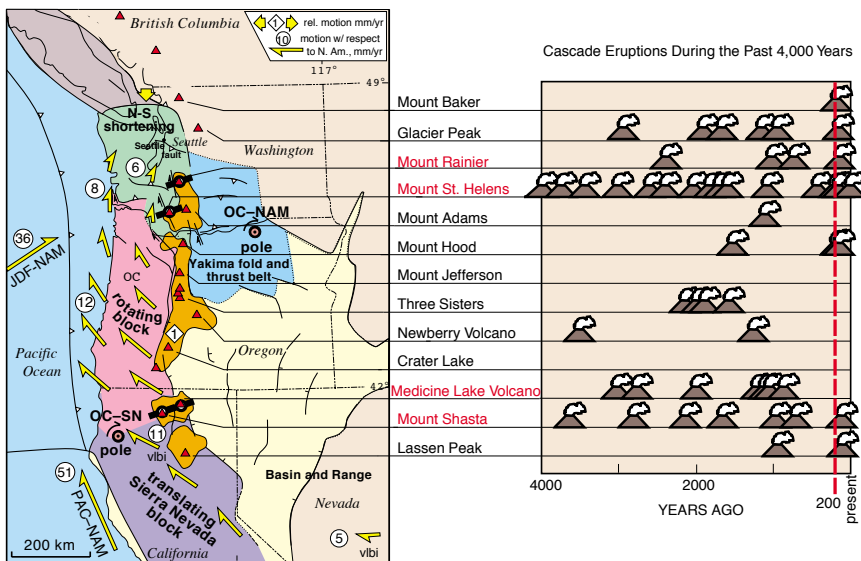 British Columbia
1
rel. motion mm/yr
10
motion w/ respect
to N. Am., mm/yr
117°
49°
N-S
shortening
Seattle
Seattle
fault
Washington
6
8
OC–NAM
pole
36
JDF-NAM
Yakima fold and
thrust belt
OC
12
rotating
block
1
Pacific
Ocean
Oregon
42°
OC–SN
pole
11
vlbi
51
PAC–NAM
translating
Sierra Nevada
block
Basin and Range
Nevada
5
vlbi
200 km
California
Cascade Eruptions During the Past 4,000 Years
Mount Baker
Glacier Peak
Mount Rainier
Mount St. Helens
Mount Adams
Mount Hood
Mount Jefferson
Three Sisters
Newberry Volcano
Crater Lake
Medicine Lake Volcano
Mount Shasta
Lassen Peak
4000
2000
200
present
YEARS AGO